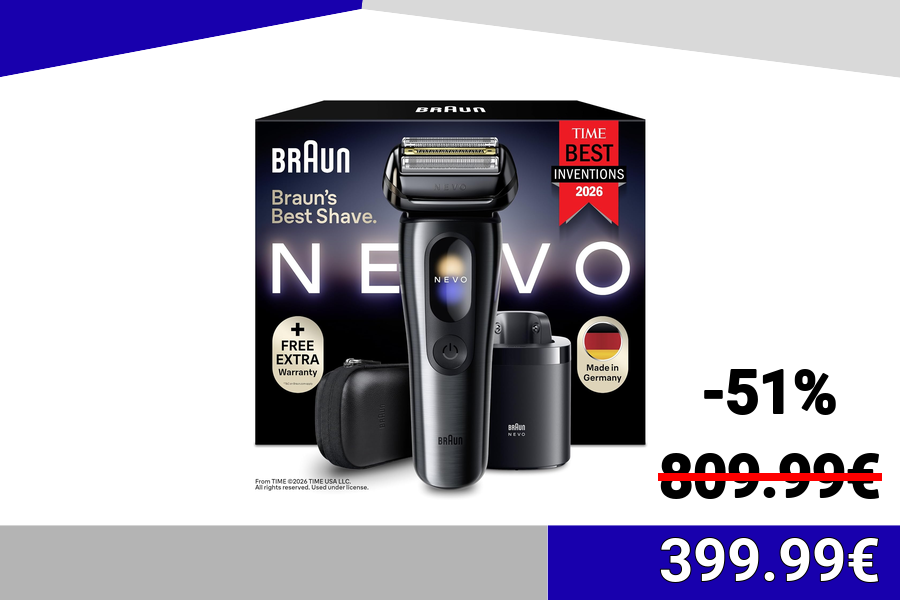 BRAUN
BRAUN
Braun's
Best Shave.
TIME
BEST
INVENTIONS
2026
NEVO
NEVO
NEVO
+
FREE
EXTRA
Warranty
Made in
Germany
BRAUN
BRAUN
NEVO
From TIME ©2026 TIME USA LLC.
All rights reserved. Used under license.
-51%
809.99€
399.99€